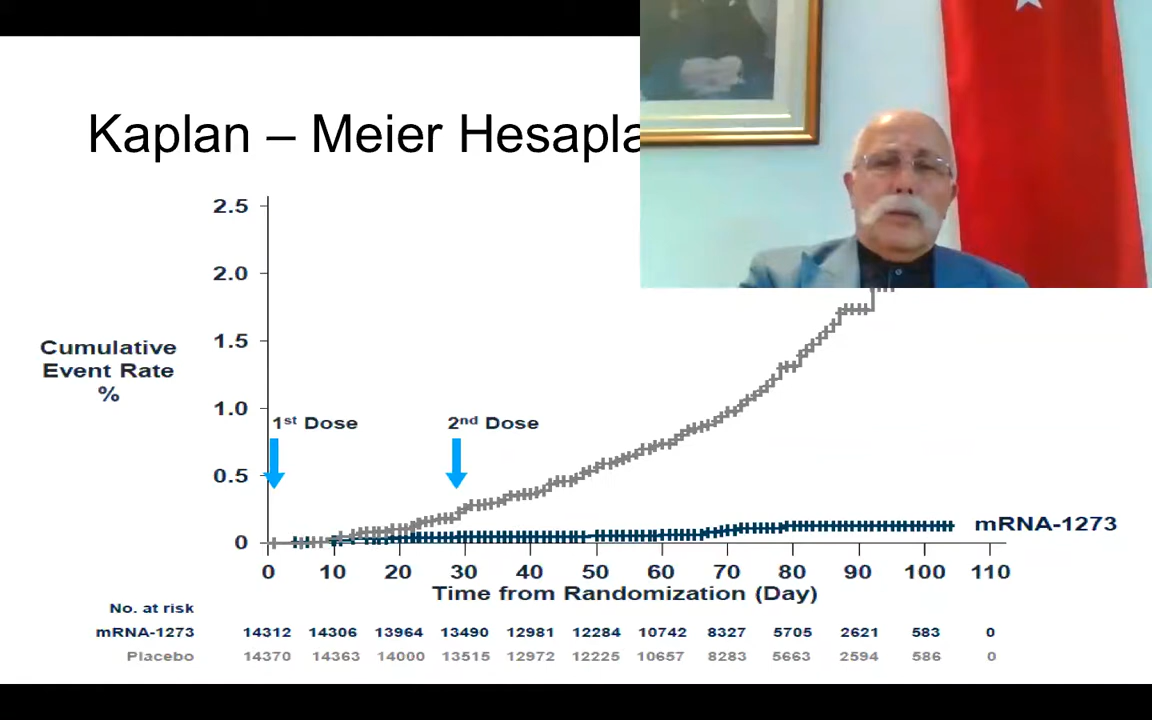 Kaplan – Meier Hesapla
2.5
2.0
1.5
1.0
0.5
0
Cumulative
Event Rate
%
1st Dose
2nd Dose
mRNA-1273
0 10 20 30 40 50 60 70 80 90 100 110
Time from Randomization (Day)
No. at risk
mRNA-1273 14312 14306 13964 13490 12981 12284 10742 8327 5705 2621 583 0
Placebo 14370 14363 14000 13515 12972 12225 10657 8283 5663 2594 586 0